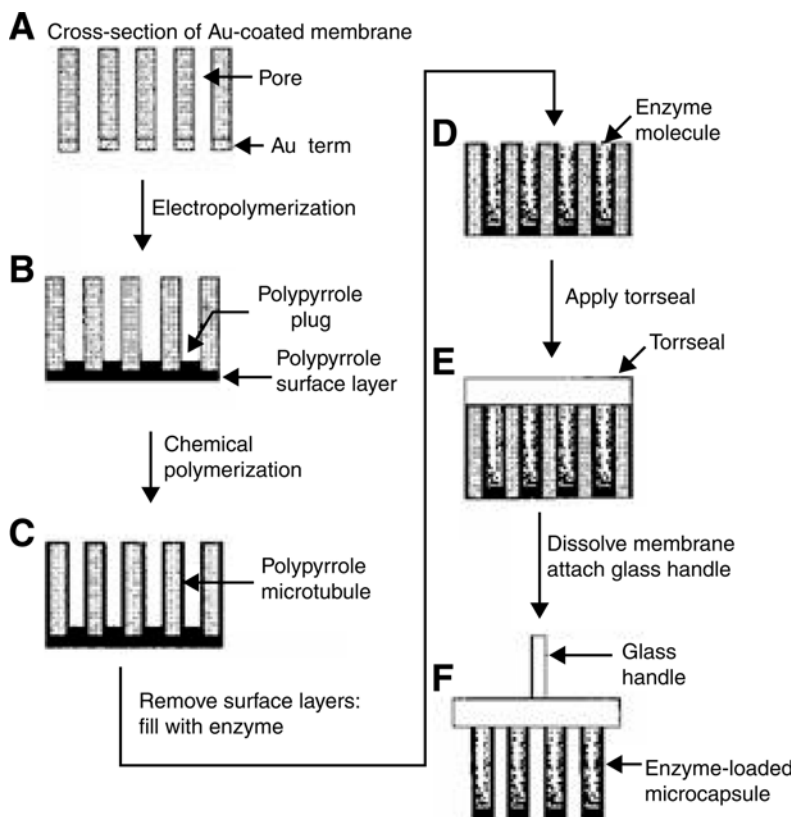 A Cross-section of Au-coated membrane
Pore
Au term
Electropolymerization
B
Polypyrrole
plug
Polypyrrole
surface layer
Chemical
polymerization
C
Polypyrrole
microtubule
Remove surface layers:
fill with enzyme
D
Enzyme
molecule
Apply torrseal
E
Torrseal
Dissolve membrane
attach glass handle
F
Glass
handle
Enzyme-loaded
microcapsule